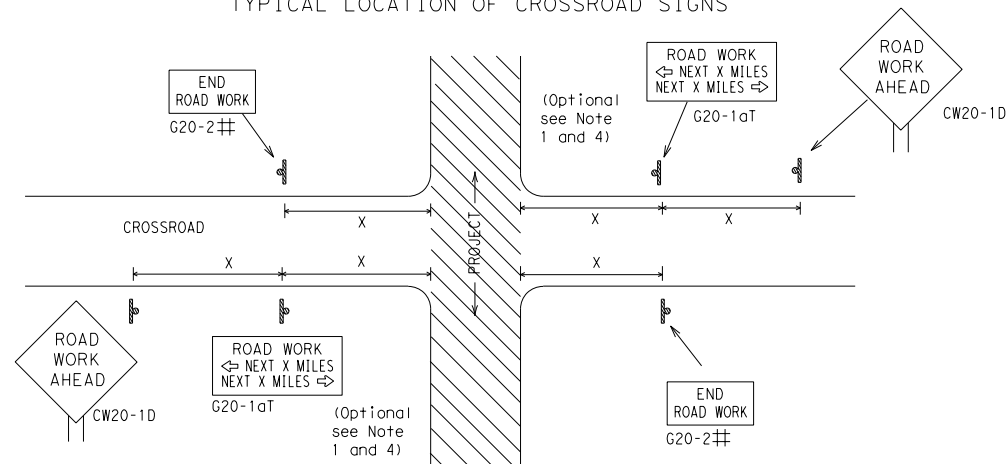 TYPICAL LOCATION OF CROSSROAD SIGNS
END
ROAD WORK
G20-2#
(Optional
see Note
1 and 4)
ROAD WORK
⇦ NEXT X MILES
NEXT X MILES ⇨
G20-1aT
ROAD
WORK
AHEAD
CW20-1D
X
X
X
CROSSROAD
PROJECT
X
X
X
ROAD
WORK
AHEAD
CW20-1D
ROAD WORK
⇦ NEXT X MILES
NEXT X MILES ⇨
G20-1aT
(Optional
see Note
1 and 4)
END
ROAD WORK
G20-2#